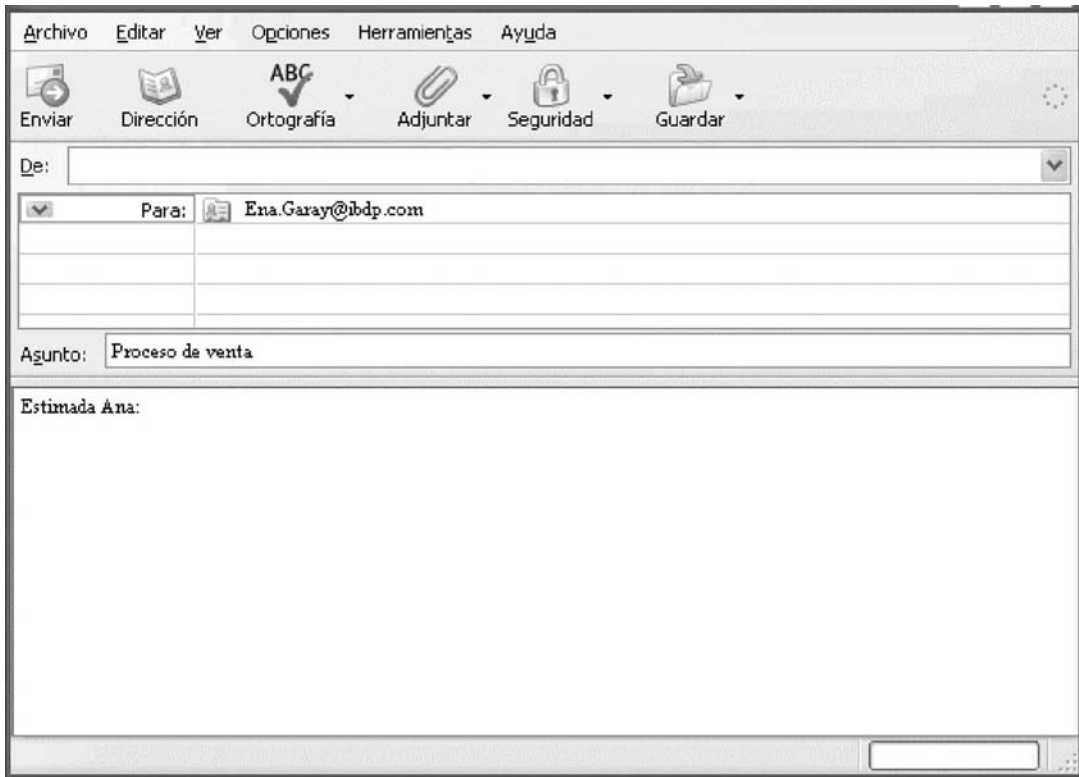 Archivo Editar Ver Opciones Herramientas Ayuda
ABC
Enviar Dirección Ortografía Adjuntar Seguridad Guardar
De:
Para: Ena.Garay@ibdp.com
Asunto: Proceso de venta
Estimada Ana: